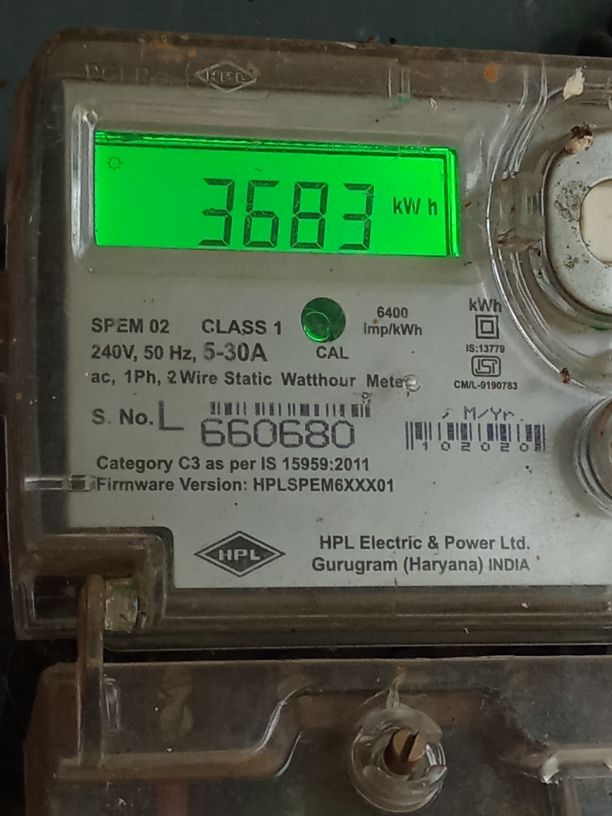 HPL
3683 kWh
SPEM 02 CLASS 1
6400
imp/kWh
kWh
240V, 50 Hz, 5-30A
CAL
IS:13779
ac, 1Ph, 2 Wire Static Watthour Meter
CM/L-9190783
S. No. L 660680
M/Yr.
Category C3 as per IS 15959:2011
Firmware Version: HPLSPEM6XXX01
HPL
HPL Electric & Power Ltd.
Gurugram (Haryana) INDIA